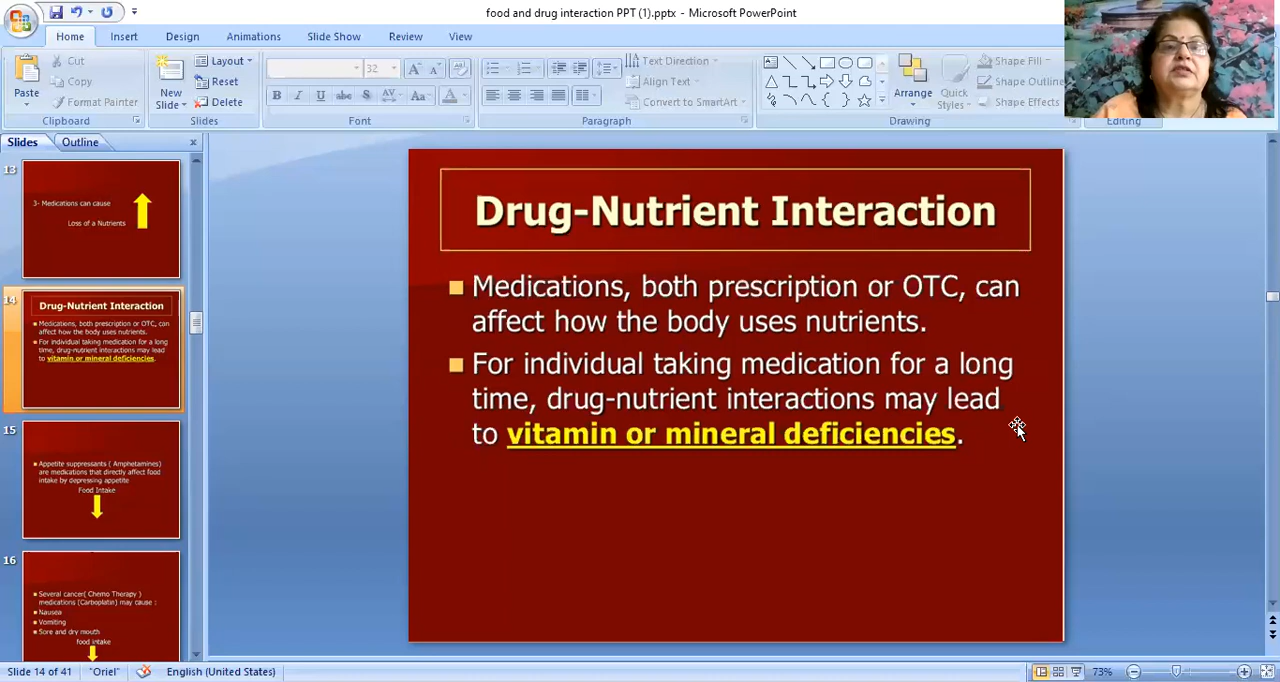 food and drug interaction PPT (1).pptx - Microsoft PowerPoint
Home Insert Design Animations Slide Show Review View
Paste
Cut
Copy
Format Painter
Clipboard
New
Slide
Layout
Reset
Delete
Slides
32
A A
B I U abc S AV Aa A
Font
Text Direction
Align Text
Convert to SmartArt
Paragraph
Arrange
Quick
Styles
Shape Fill
Shape Outline
Shape Effects
Drawing
Editing
Slides Outline x
13
3- Medications can cause
Loss of a Nutrients
14
Drug-Nutrient Interaction
Medications, both prescription or OTC, can
affect how the body uses nutrients.
For individual taking medication for a long
time, drug-nutrient interactions may lead
to vitamin or mineral deficiencies.
15
Appetite suppressants ( Amphetamines)
are medications that directly affect food
intake by depressing appetite
Food Intake
16
Several cancer( Chemo Therapy )
medications (Carboplatin) may cause :
Nausea
Vomiting
Sore and dry mouth
food intake
Drug-Nutrient Interaction
Medications, both prescription or OTC, can
affect how the body uses nutrients.
For individual taking medication for a long
time, drug-nutrient interactions may lead
to vitamin or mineral deficiencies.
Slide 14 of 41 "Oriel" English (United States) 73%